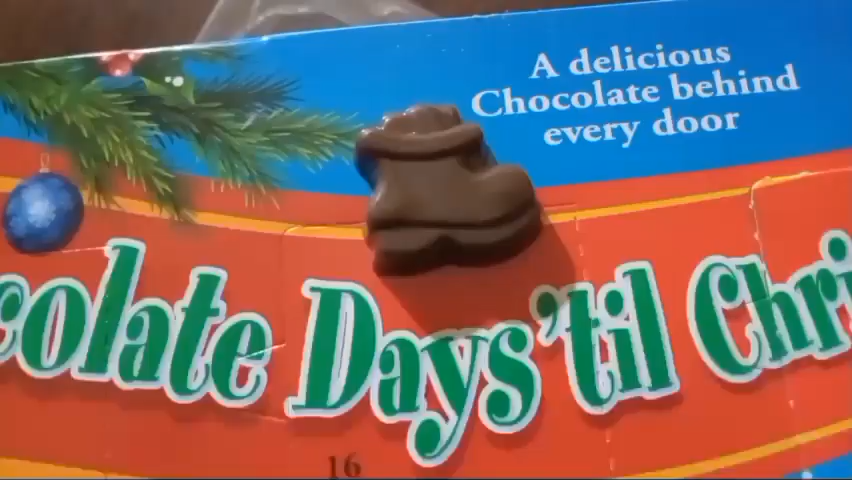 A delicious
Chocolate behind
every door
colate Days 'til Chri
16